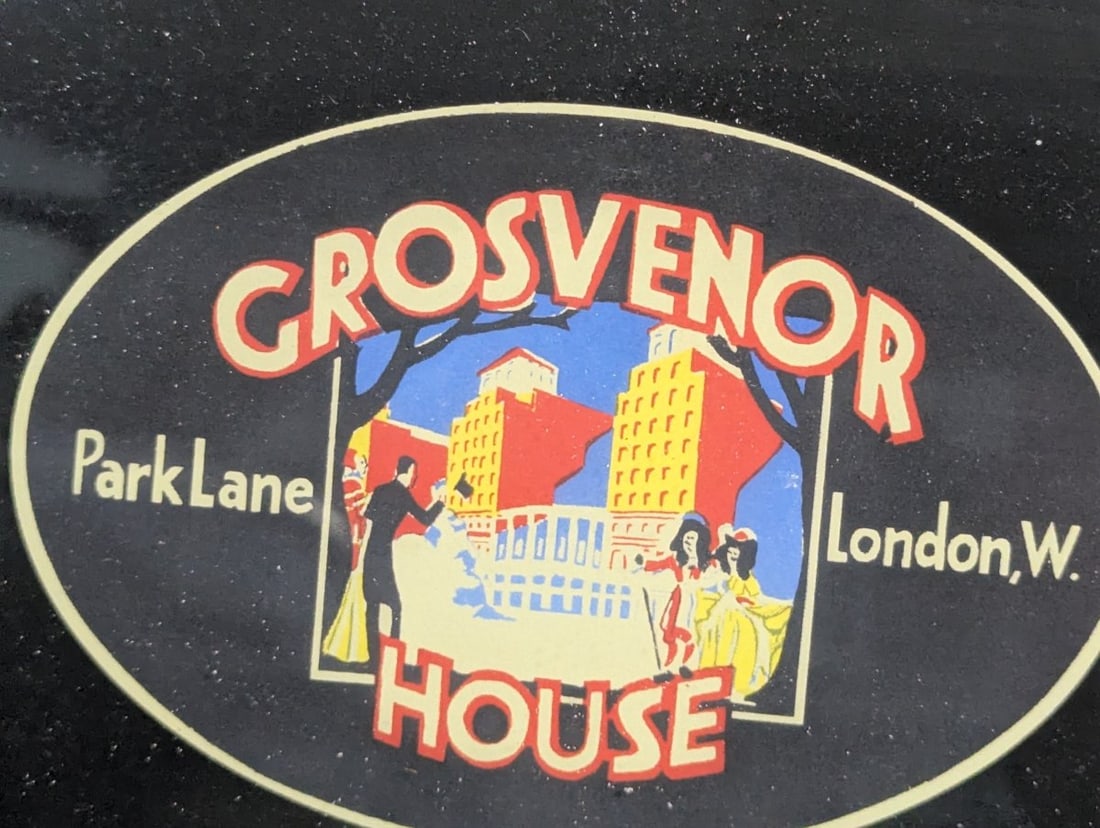 GROSVENOR
Park Lane
London, W.
HOUSE